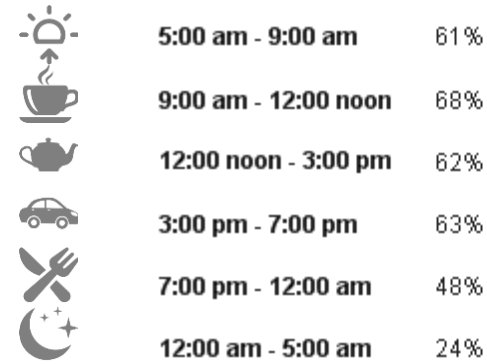 5:00 am - 9:00 am 61%
9:00 am - 12:00 noon 68%
12:00 noon - 3:00 pm 62%
3:00 pm - 7:00 pm 63%
7:00 pm - 12:00 am 48%
12:00 am - 5:00 am 24%